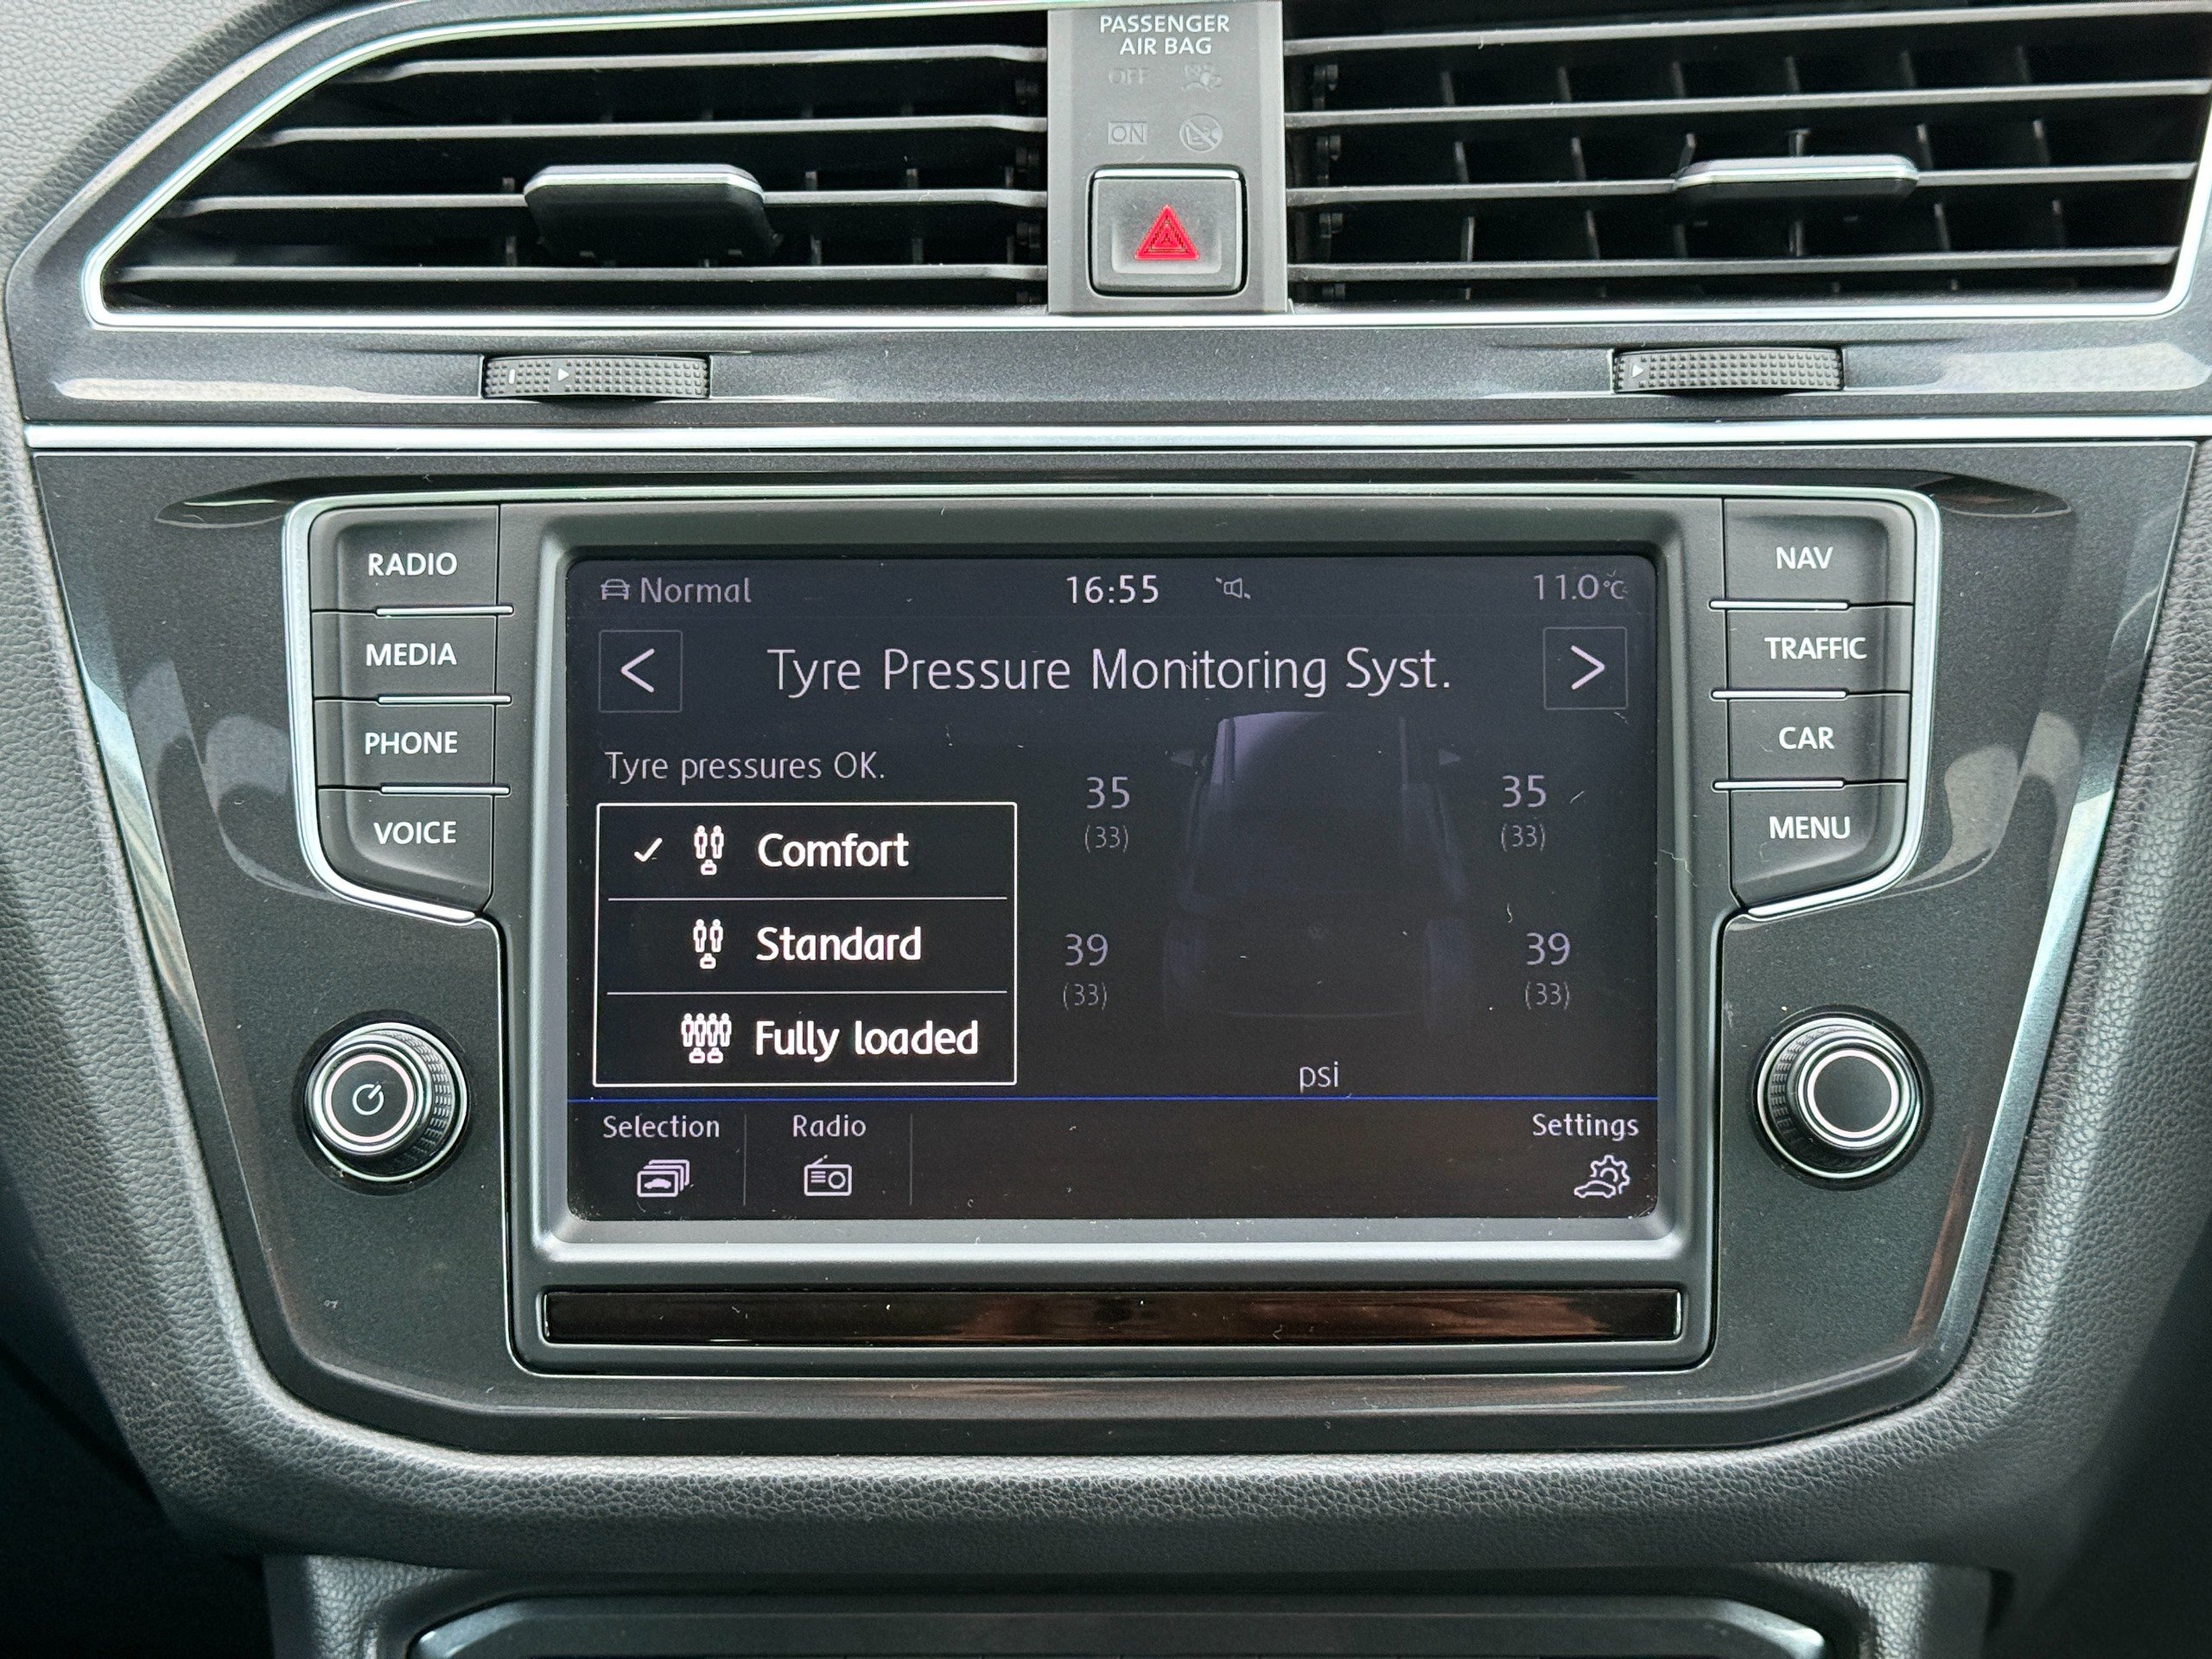 PASSENGER
AIR BAG
OFF
ON
RADIO
MEDIA
PHONE
VOICE
Normal
16:55
11.0°C
<
Tyre Pressure Monitoring Syst.
>
Tyre pressures OK.
Comfort
Standard
Fully loaded
35
(33)
35
(33)
39
(33)
39
(33)
psi
Selection
Radio
Settings
NAV
TRAFFIC
CAR
MENU